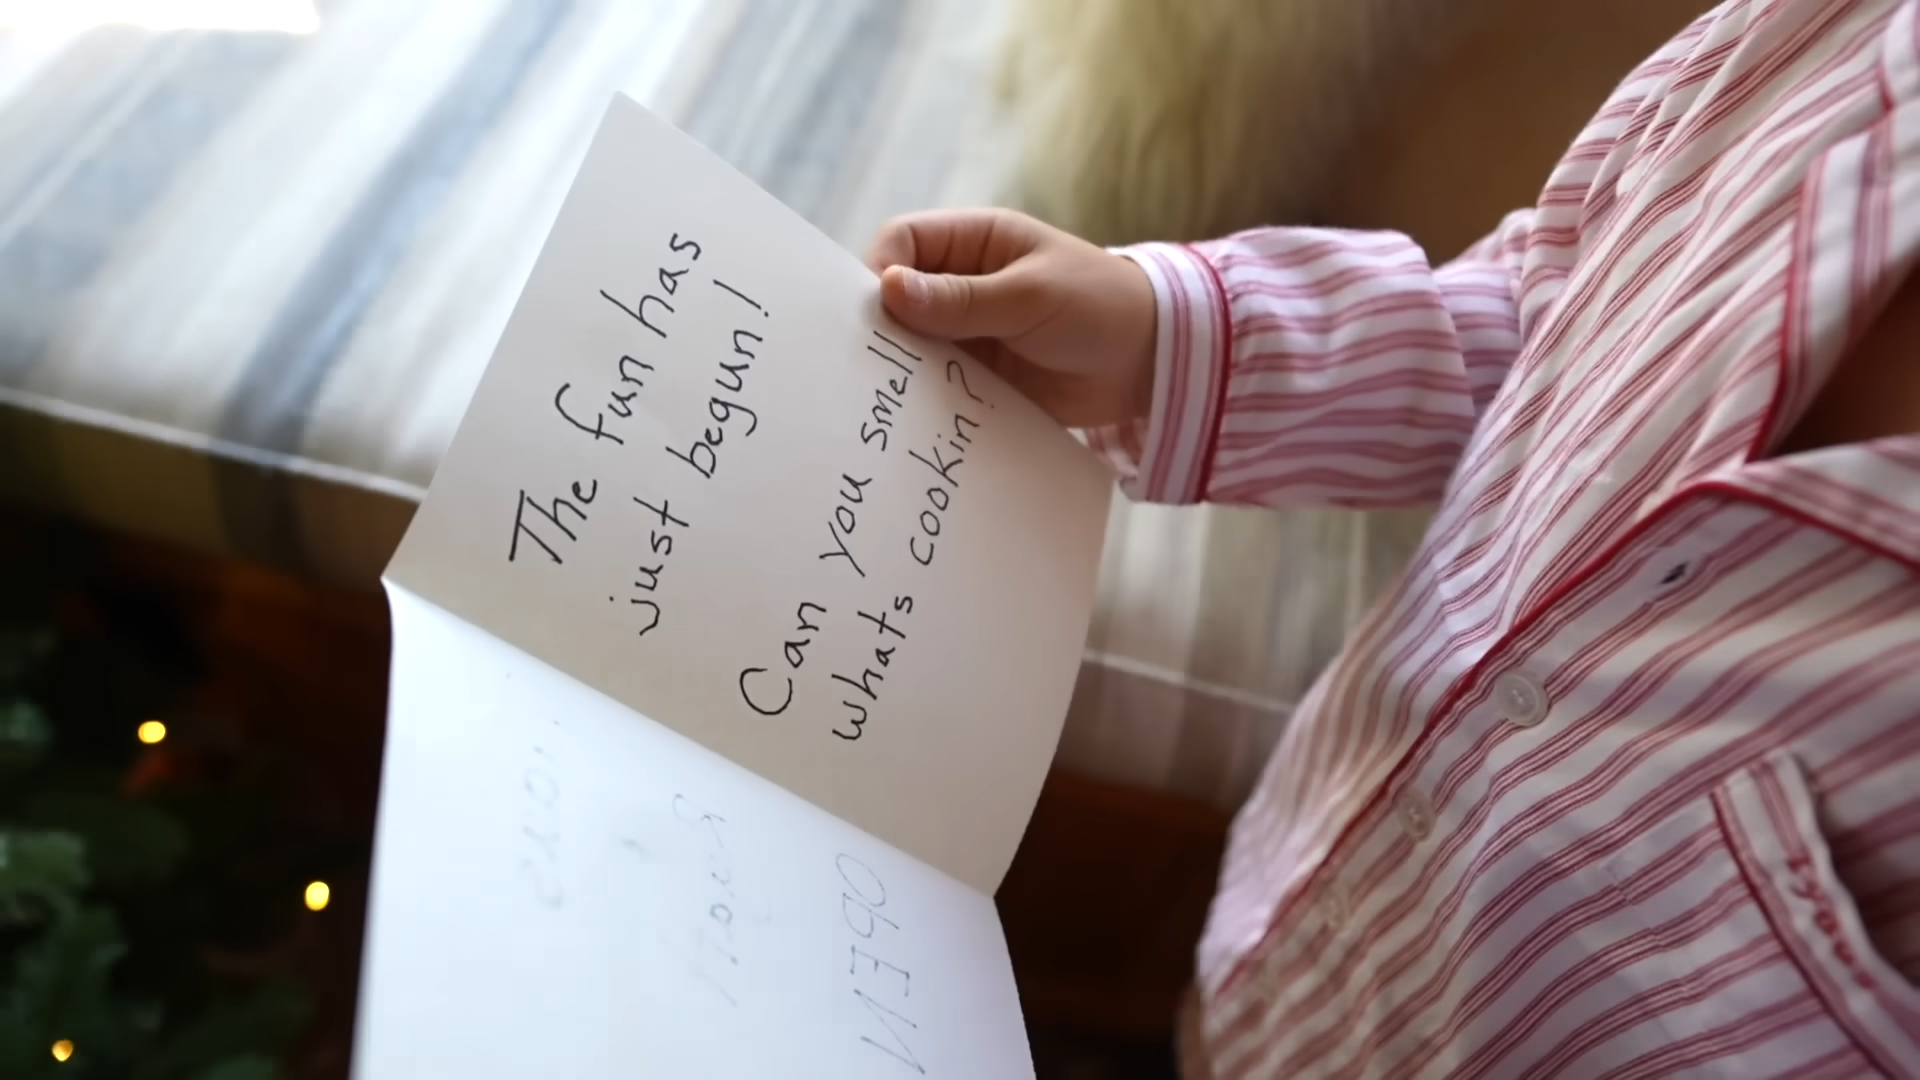 The fun has
just begun!
Can you smell
whats cookin?
OPEN